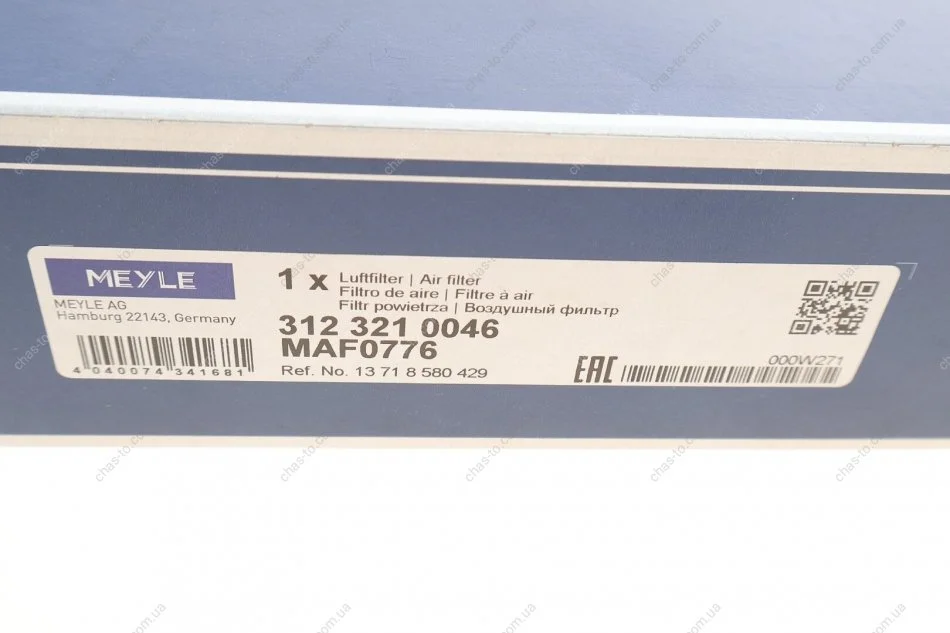 MEYLE
MEYLE AG
Hamburg 22143, Germany
4 040074 341681
1 x Luftfilter | Air filter
Filtro de aire | Filtre à air
Filtr powietrza | Воздушный фильтр
312 321 0046
MAF0776
Ref. No. 13 71 8 580 429
EAC
000W271
chas-to.com.ua